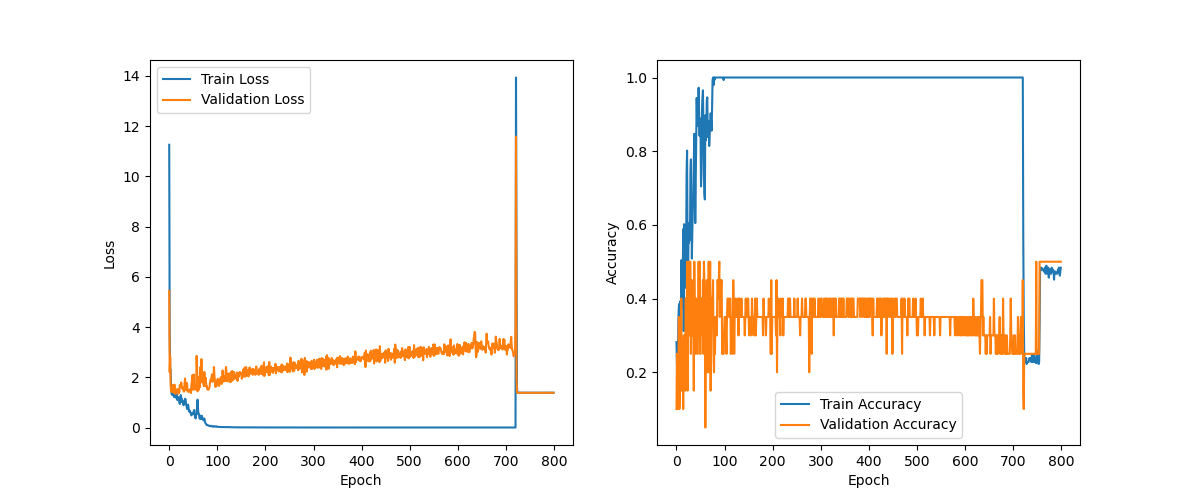 Train Loss
Validation Loss
14
12
10
8
6
4
2
0
0 100 200 300 400 500 600 700 800
Epoch
Loss
1.0
0.8
0.6
0.4
0.2
Train Accuracy
Validation Accuracy
0 100 200 300 400 500 600 700 800
Epoch
Accuracy